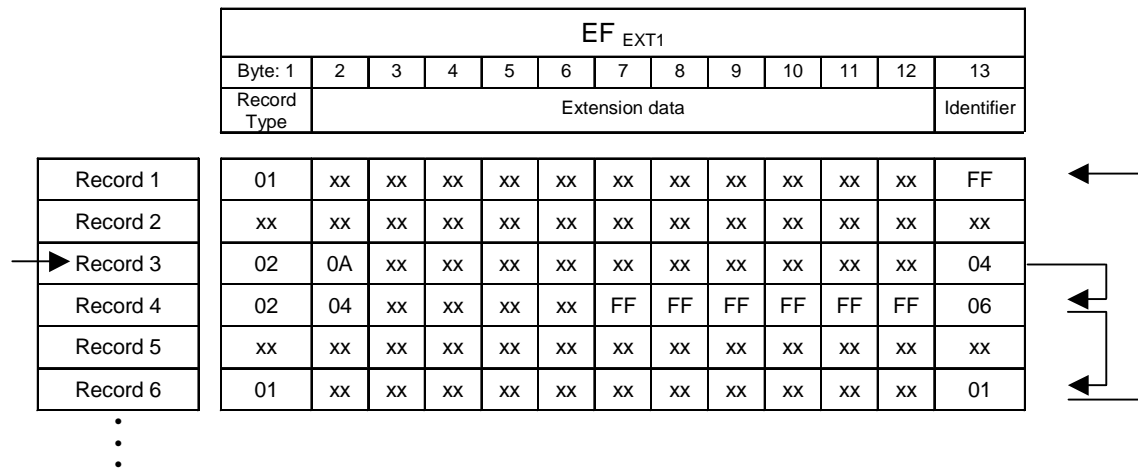 EF EXT1
Byte: 1 2 3 4 5 6 7 8 9 10 11 12 13
Record Type Extension data Identifier
Record 1 01 xx xx xx xx xx xx xx xx xx xx xx FF
Record 2 xx xx xx xx xx xx xx xx xx xx xx xx xx
Record 3 02 0A xx xx xx xx xx xx xx xx xx xx 04
Record 4 02 04 xx xx xx xx FF FF FF FF FF FF 06
Record 5 xx xx xx xx xx xx xx xx xx xx xx xx xx
Record 6 01 xx xx xx xx xx xx xx xx xx xx xx 01